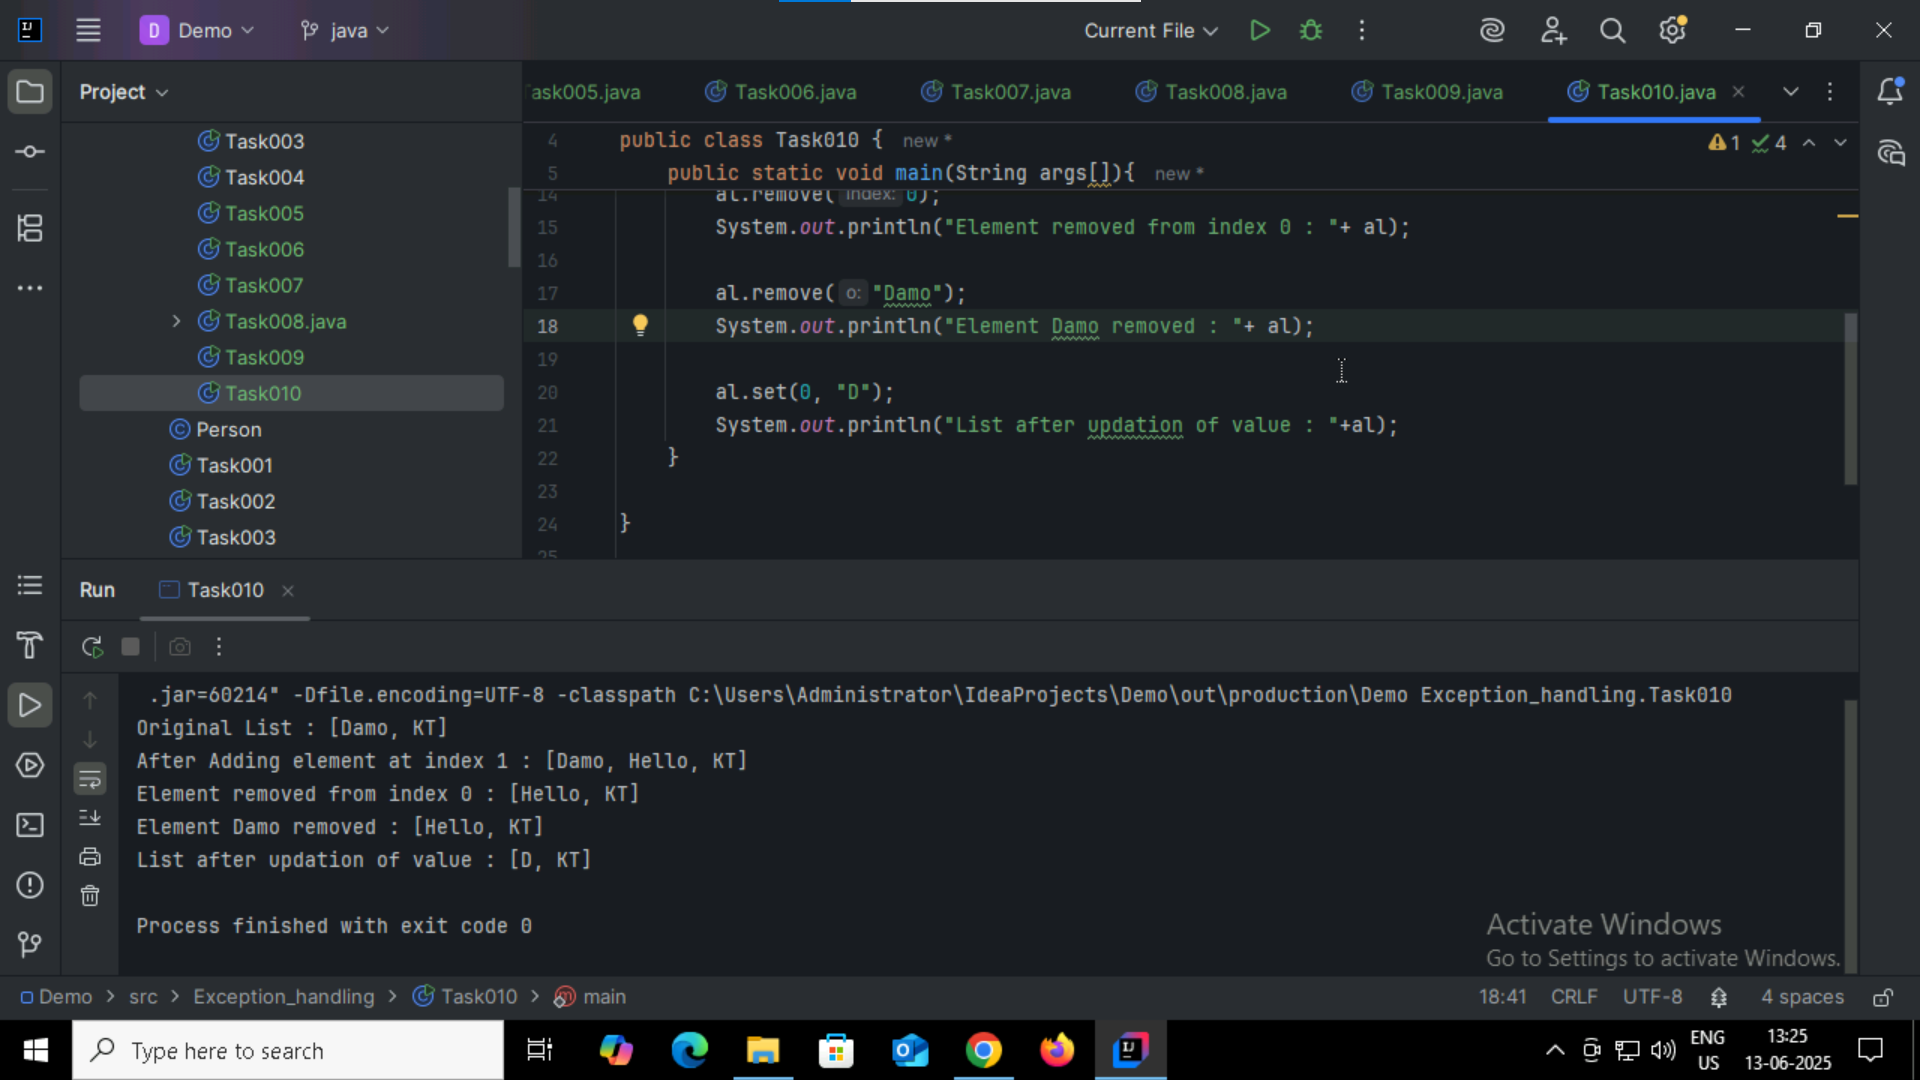 D Demo java Current File
Project
ask005.java Task006.java Task007.java Task008.java Task009.java Task010.java
Task003
Task004
Task005
Task006
Task007
Task008.java
Task009
Task010
Person
Task001
Task002
Task003
4 public class Task010 { new *
5 public static void main(String args[]){ new *
1 4
14 al.remove( index: 0);
15 System.out.println("Element removed from index 0 : "+ al);
16
17 al.remove( o: "Damo");
18 System.out.println("Element Damo removed : "+ al);
19
20 al.set(0, "D");
21 System.out.println("List after updation of value : "+al);
22 }
23
24 }
25
Run Task010
.jar=60214" -Dfile.encoding=UTF-8 -classpath C:\Users\Administrator\IdeaProjects\Demo\out\production\Demo Exception_handling.Task010
Original List : [Damo, KT]
After Adding element at index 1 : [Damo, Hello, KT]
Element removed from index 0 : [Hello, KT]
Element Damo removed : [Hello, KT]
List after updation of value : [D, KT]
Process finished with exit code 0
Activate Windows
Go to Settings to activate Windows.
Demo > src > Exception_handling > Task010 > main
18:41 CRLF UTF-8 4 spaces
Type here to search
ENG
US
13:25
13-06-2025